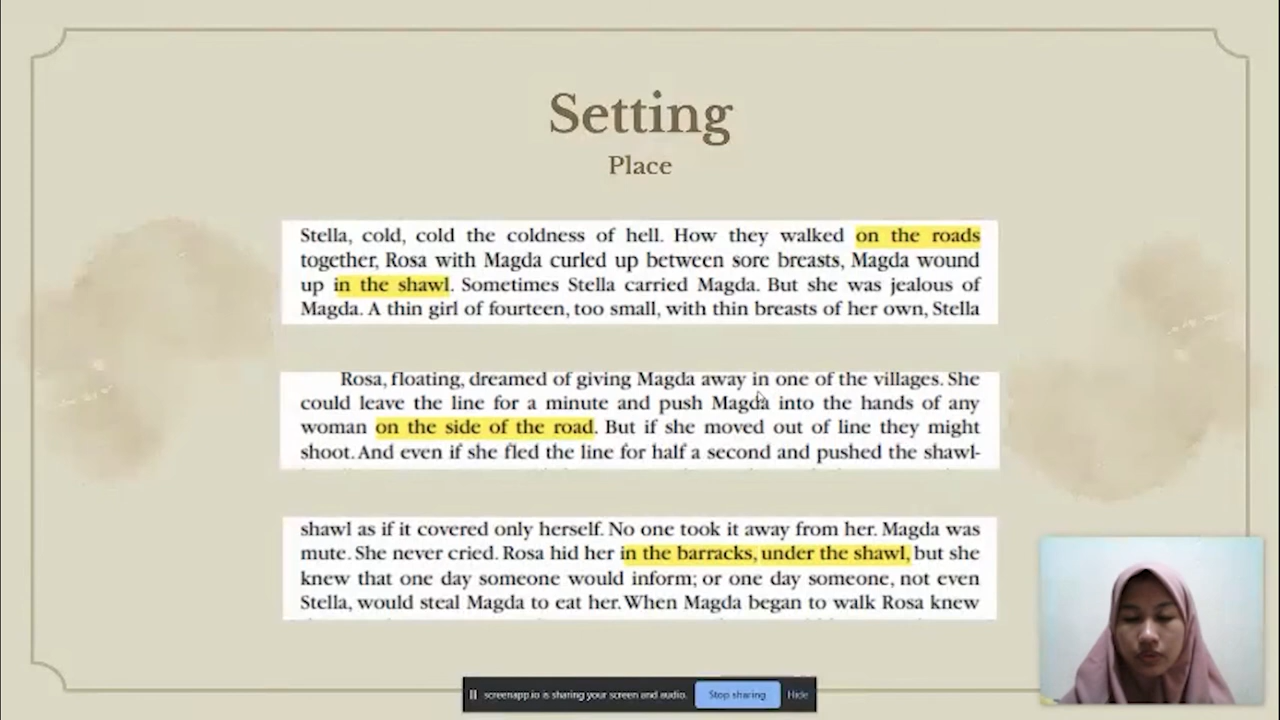 Setting
Place
Stella, cold, cold the coldness of hell. How they walked on the roads
together, Rosa with Magda curled up between sore breasts, Magda wound
up in the shawl. Sometimes Stella carried Magda. But she was jealous of
Magda. A thin girl of fourteen, too small, with thin breasts of her own, Stella
Rosa, floating, dreamed of giving Magda away in one of the villages. She
could leave the line for a minute and push Magda into the hands of any
woman on the side of the road. But if she moved out of line they might
shoot. And even if she fled the line for half a second and pushed the shawl-
shawl as if it covered only herself. No one took it away from her. Magda was
mute. She never cried. Rosa hid her in the barracks, under the shawl, but she
knew that one day someone would inform; or one day someone, not even
Stella, would steal Magda to eat her. When Magda began to walk Rosa knew
screenapp.io is sharing your screen and audio. Stop sharing Hide